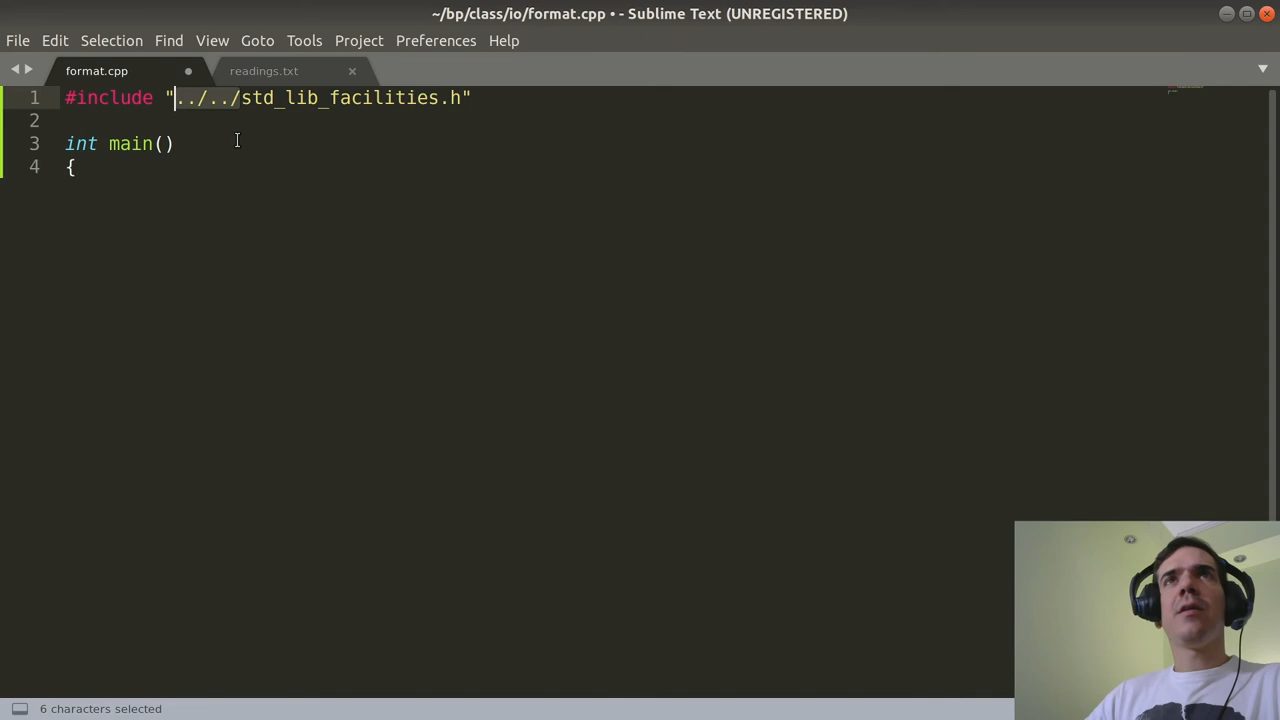 ~/bp/class/io/format.cpp • - Sublime Text (UNREGISTERED)
File Edit Selection Find View Goto Tools Project Preferences Help
format.cpp readings.txt
1 #include "../../std_lib_facilities.h"
2
3 int main()
4 {
6 characters selected